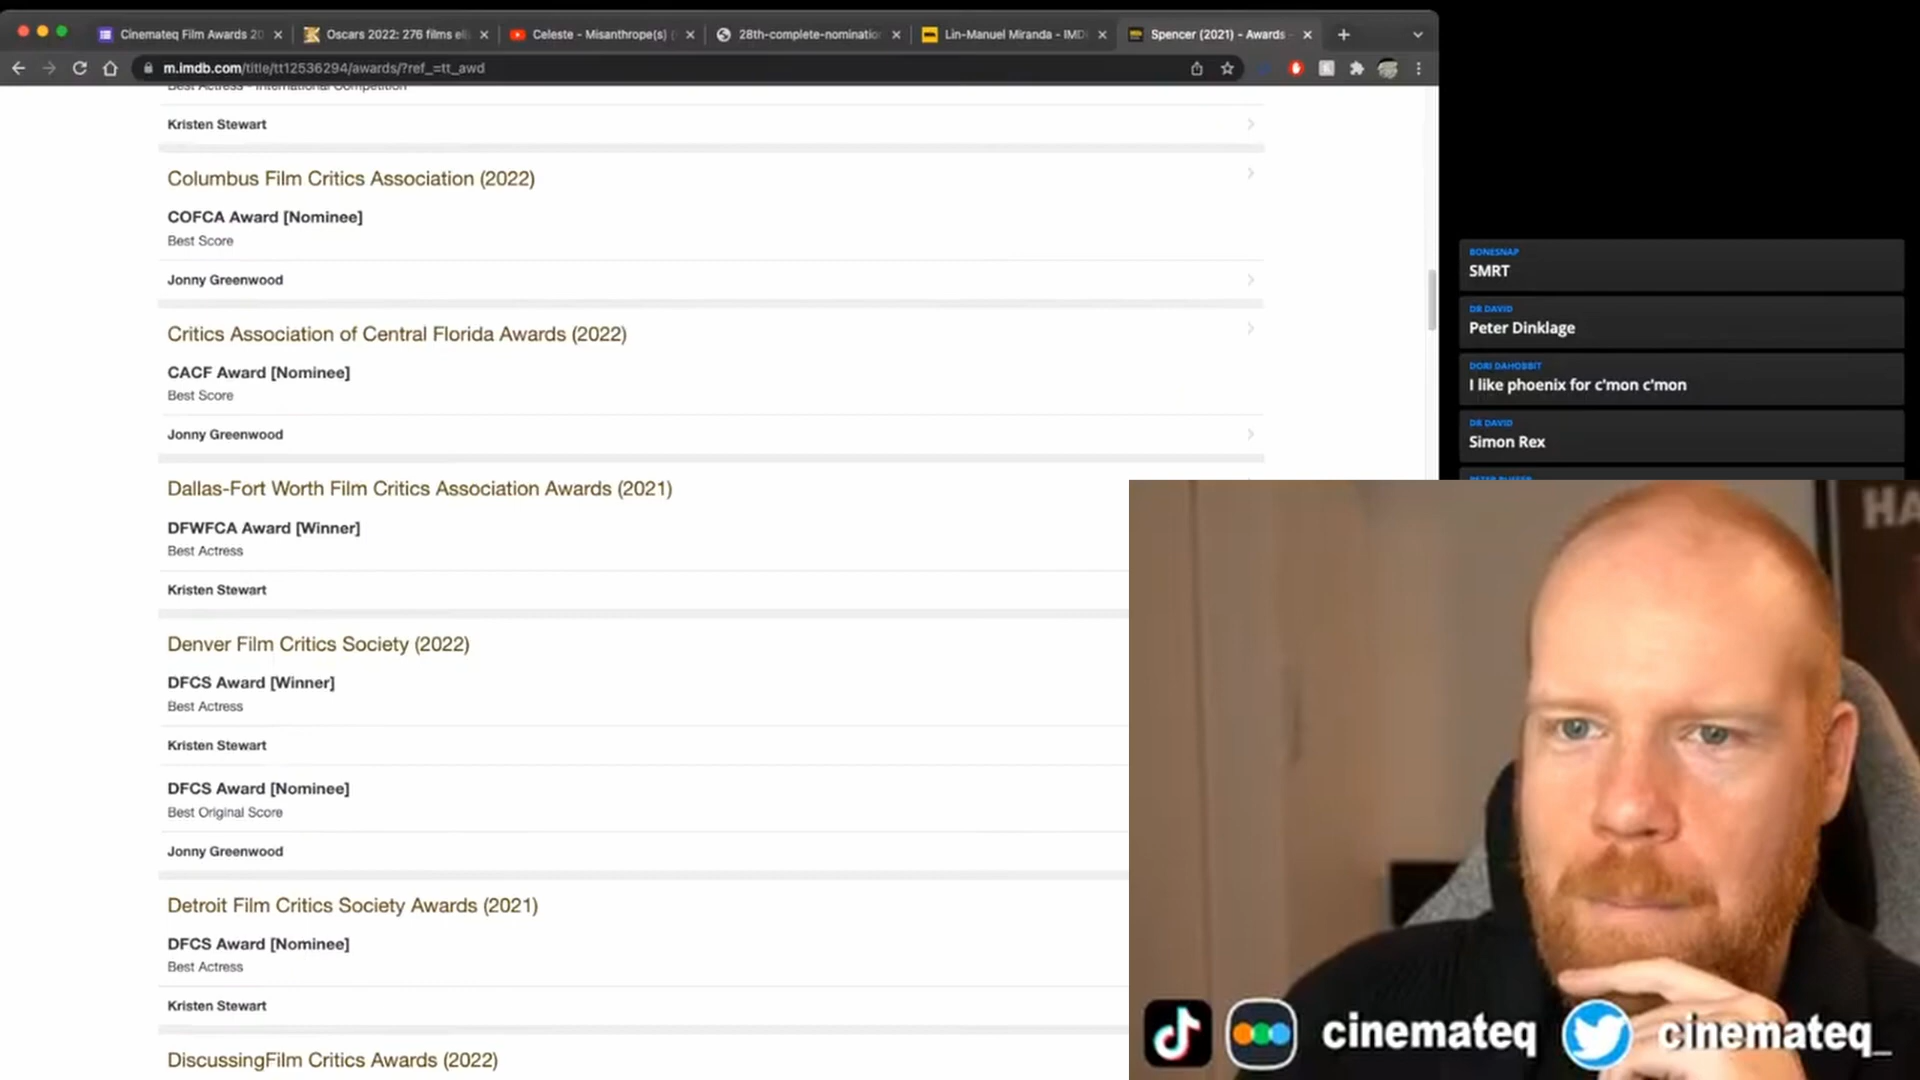 Cinemateq Film Awards 20
Oscars 2022: 276 films eli
Celeste - Misanthrope(s) (
28th-complete-nominatio
Lin-Manuel Miranda - IMD
Spencer (2021) - Awards -
m.imdb.com/title/tt12536294/awards/?ref_=tt_awd
Best Actress - International Competition
Kristen Stewart
Columbus Film Critics Association (2022)
COFCA Award [Nominee]
Best Score
Jonny Greenwood
Critics Association of Central Florida Awards (2022)
CACF Award [Nominee]
Best Score
Jonny Greenwood
Dallas-Fort Worth Film Critics Association Awards (2021)
DFWFCA Award [Winner]
Best Actress
Kristen Stewart
Denver Film Critics Society (2022)
DFCS Award [Winner]
Best Actress
Kristen Stewart
DFCS Award [Nominee]
Best Original Score
Jonny Greenwood
Detroit Film Critics Society Awards (2021)
DFCS Award [Nominee]
Best Actress
Kristen Stewart
DiscussingFilm Critics Awards (2022)
BONESNAP
SMRT
DR DAVID
Peter Dinklage
DORI DAHOBBIT
I like phoenix for c'mon c'mon
DR DAVID
Simon Rex
HA
cinemateq
cinemateq_